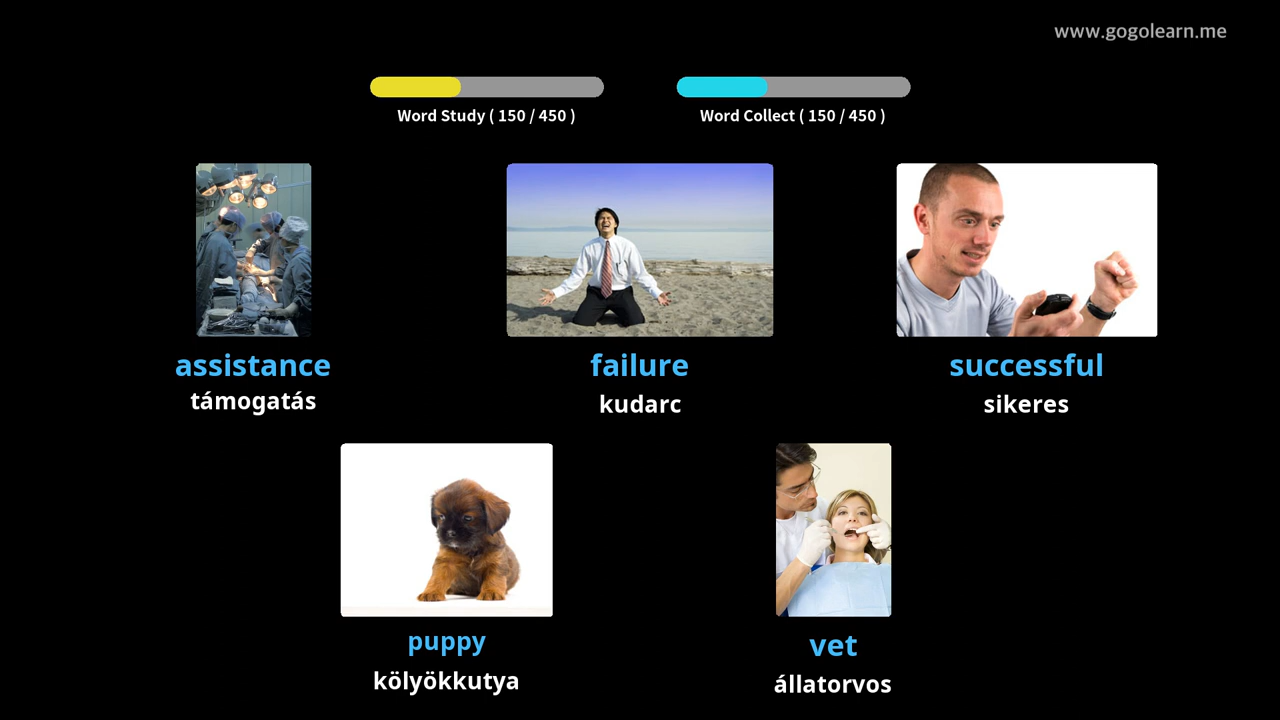 www.gogolearn.me
Word Study ( 150 / 450 )
Word Collect ( 150 / 450 )
assistance
támogatás
failure
kudarc
successful
sikeres
puppy
kölyökkutya
vet
állatorvos